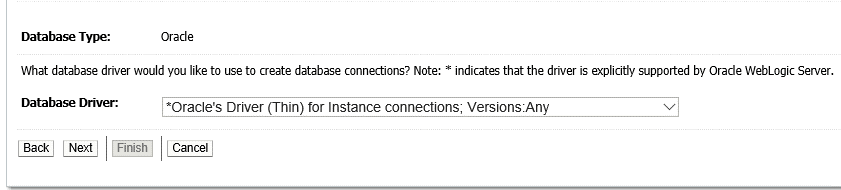 Database Type: Oracle
What database driver would you like to use to create database connections? Note: * indicates that the driver is explicitly supported by Oracle WebLogic Server.
Database Driver: *Oracle's Driver (Thin) for Instance connections; Versions:Any
Back Next Finish Cancel